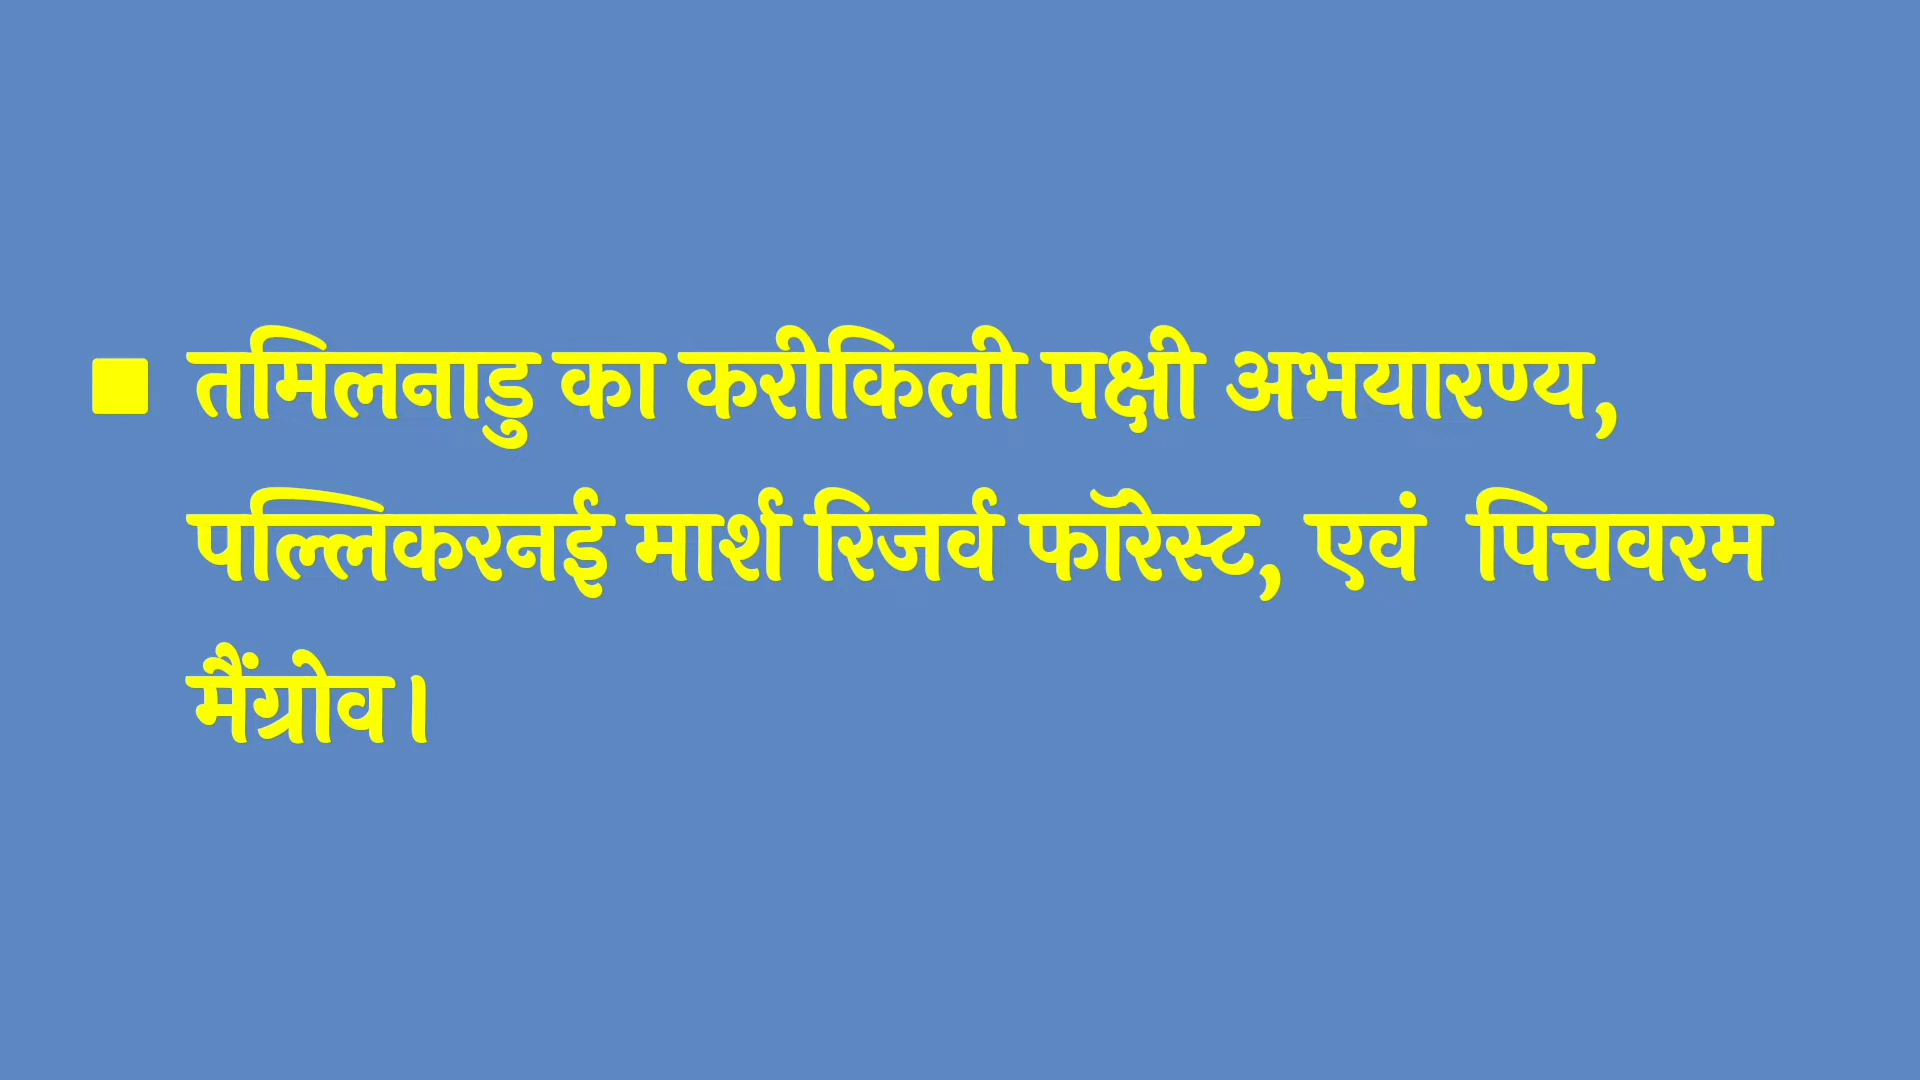 ■ तमिलनाडु का करीकिली पक्षी अभयारण्य,
पल्लिकरनई मार्श रिजर्व फॉरेस्ट, एवं पिचवरम
मैंग्रोव।